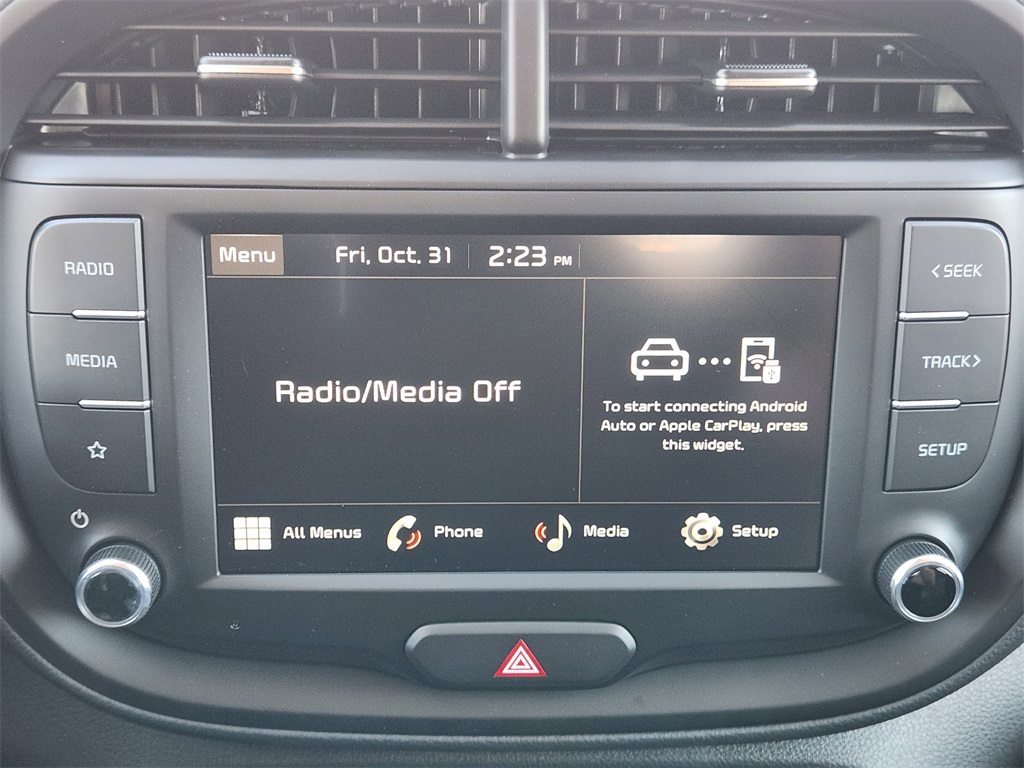 RADIO
MEDIA
Menu
Fri, Oct. 31
2:23 PM
Radio/Media Off
To start connecting Android
Auto or Apple CarPlay, press
this widget.
All Menus
Phone
Media
Setup
<SEEK
TRACK>
SETUP